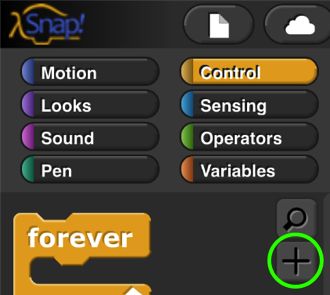 Snap!
Motion
Control
Looks
Sensing
Sound
Operators
Pen
Variables
forever